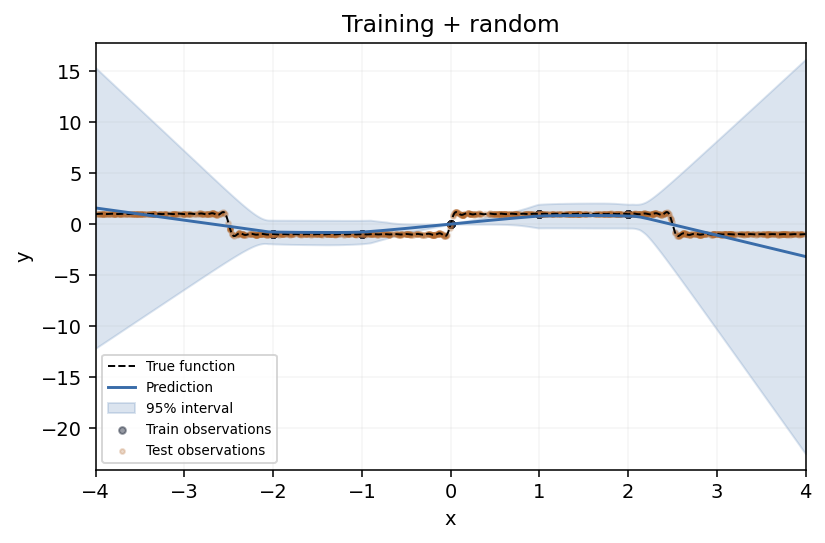 Training + random
15
10
5
0
−5
−10
−15
−20
y
True function
Prediction
95% interval
Train observations
Test observations
−4 −3 −2 −1 0 1 2 3 4
x